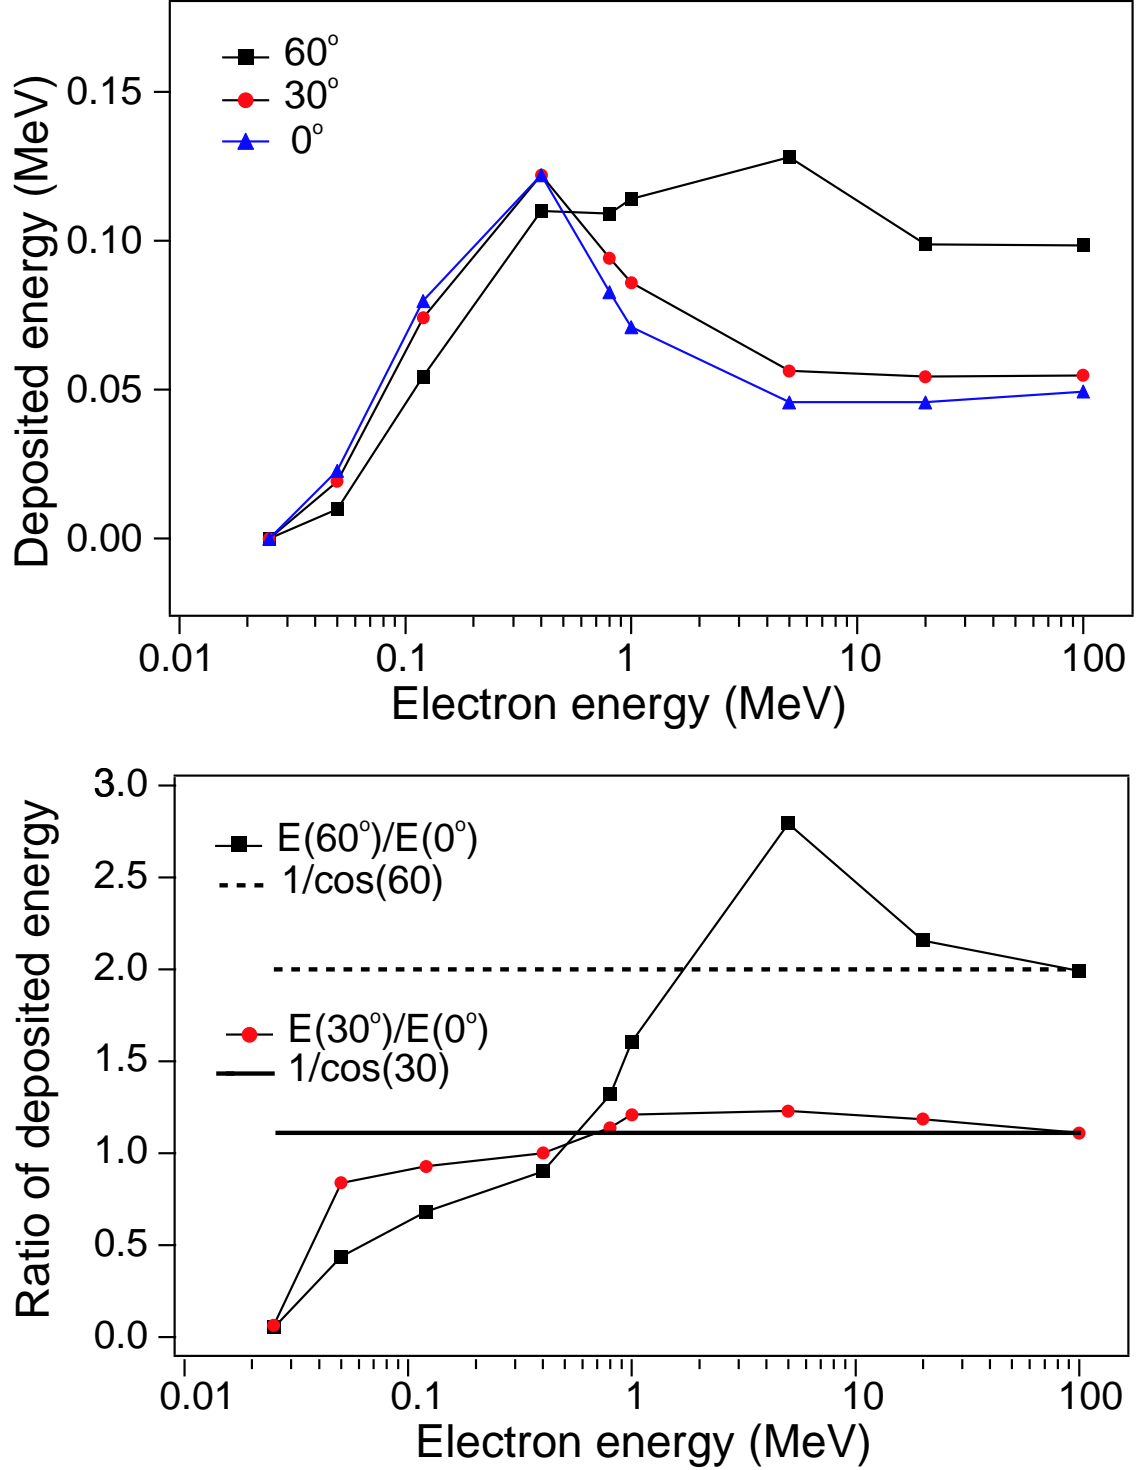 60°
30°
0°
0.15
0.10
0.05
0.00
Deposited energy (MeV)
0.01 0.1 1 10 100
Electron energy (MeV)
3.0
2.5
2.0
1.5
1.0
0.5
0.0
Ratio of deposited energy
E(60°)/E(0°)
1/cos(60)
E(30°)/E(0°)
1/cos(30)
0.01 0.1 1 10 100
Electron energy (MeV)